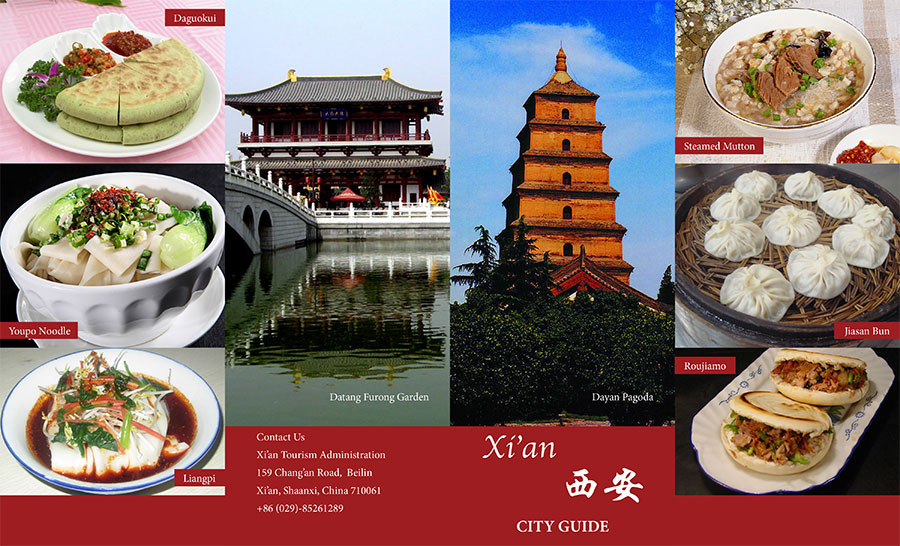 Daguokui
Youpo Noodle
Liangpi
Datang Furong Garden
Contact Us
Xi'an Tourism Administration
159 Chang'an Road, Beilin
Xi'an, Shaanxi, China 710061
+86 (029)-85261289
Dayan Pagoda
Xi'an
西安
CITY GUIDE
Steamed Mutton
Jiasan Bun
Roujiamo